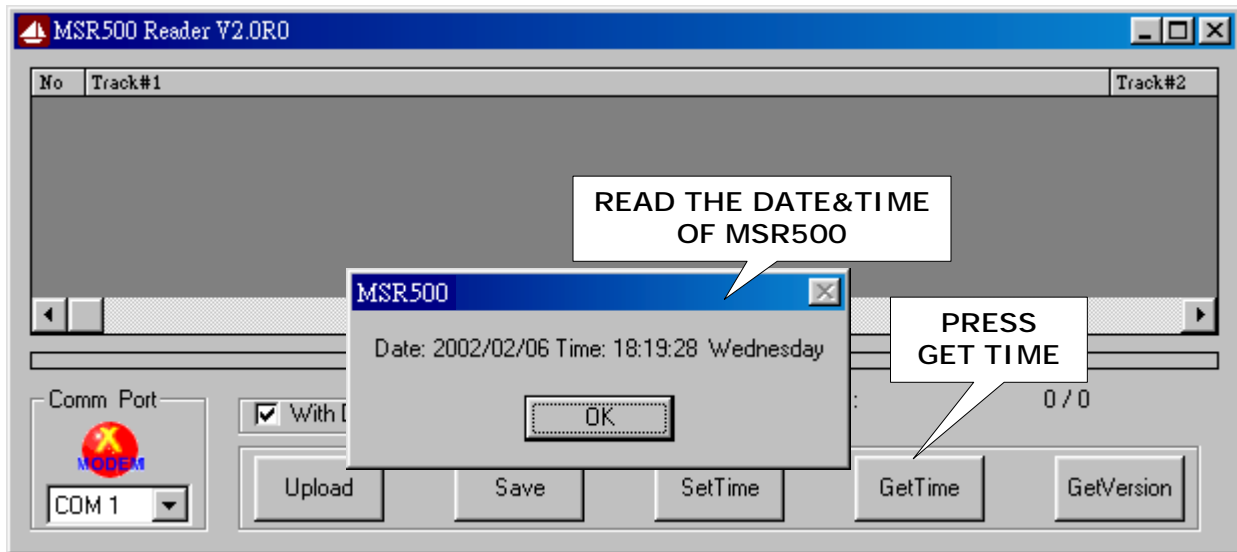 MSR500 Reader V2.0R0
No Track#1 Track#2
READ THE DATE&TIME
OF MSR500
MSR500
Date: 2002/02/06 Time: 18:19:28 Wednesday
OK
PRESS
GET TIME
Comm Port
X
MODEM
COM 1
With
: 0 / 0
Upload Save SetTime GetTime GetVersion